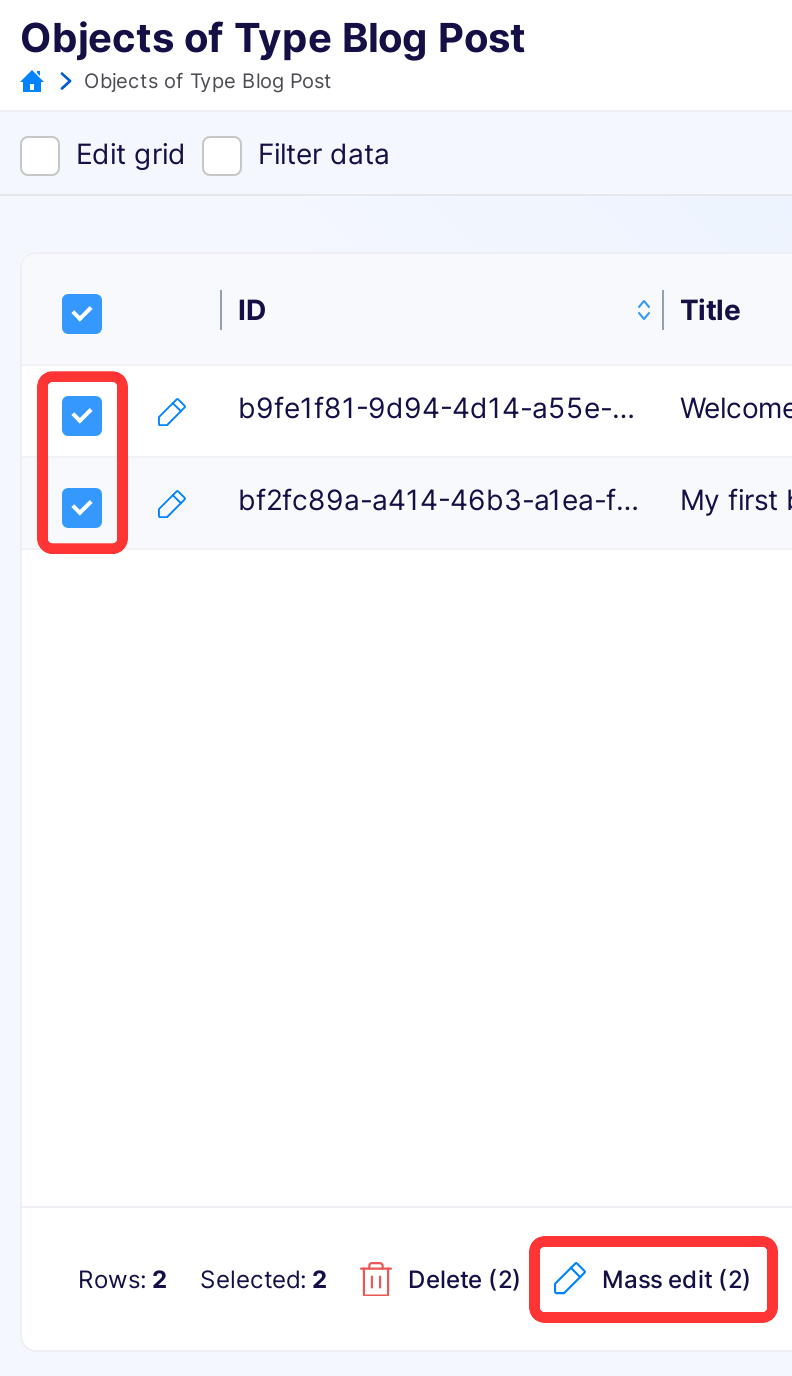 Objects of Type Blog Post
Objects of Type Blog Post
Edit grid Filter data
ID Title
b9fe1f81-9d94-4d14-a55e-... Welcome
bf2fc89a-a414-46b3-a1ea-f... My first b
Rows: 2 Selected: 2 Delete (2) Mass edit (2)